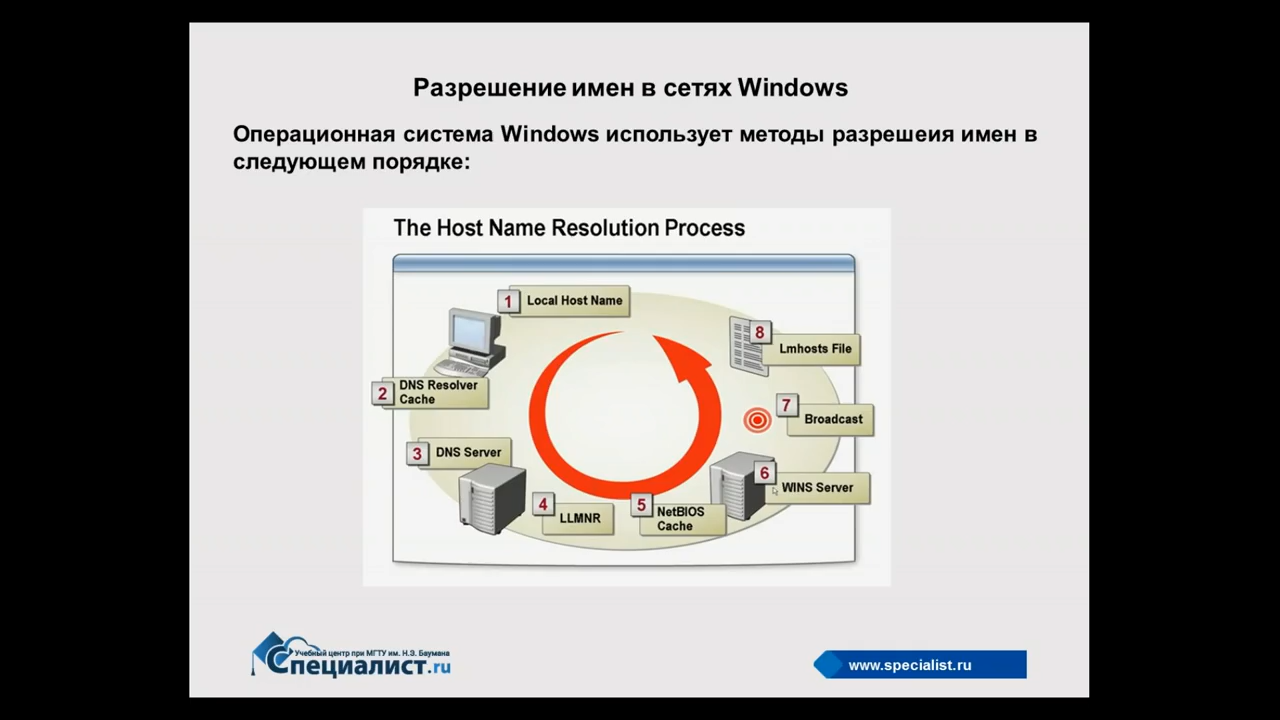 Разрешение имен в сетях Windows
Операционная система Windows использует методы разрешеия имен в
следующем порядке:
The Host Name Resolution Process
1 Local Host Name
2 DNS Resolver
Cache
3 DNS Server
4 LLMNR
5 NetBIOS
Cache
6 WINS Server
7 Broadcast
8 Lmhosts File
Учебный центр при МГТУ им. Н.Э. Баумана
Специалист.ru
www.specialist.ru